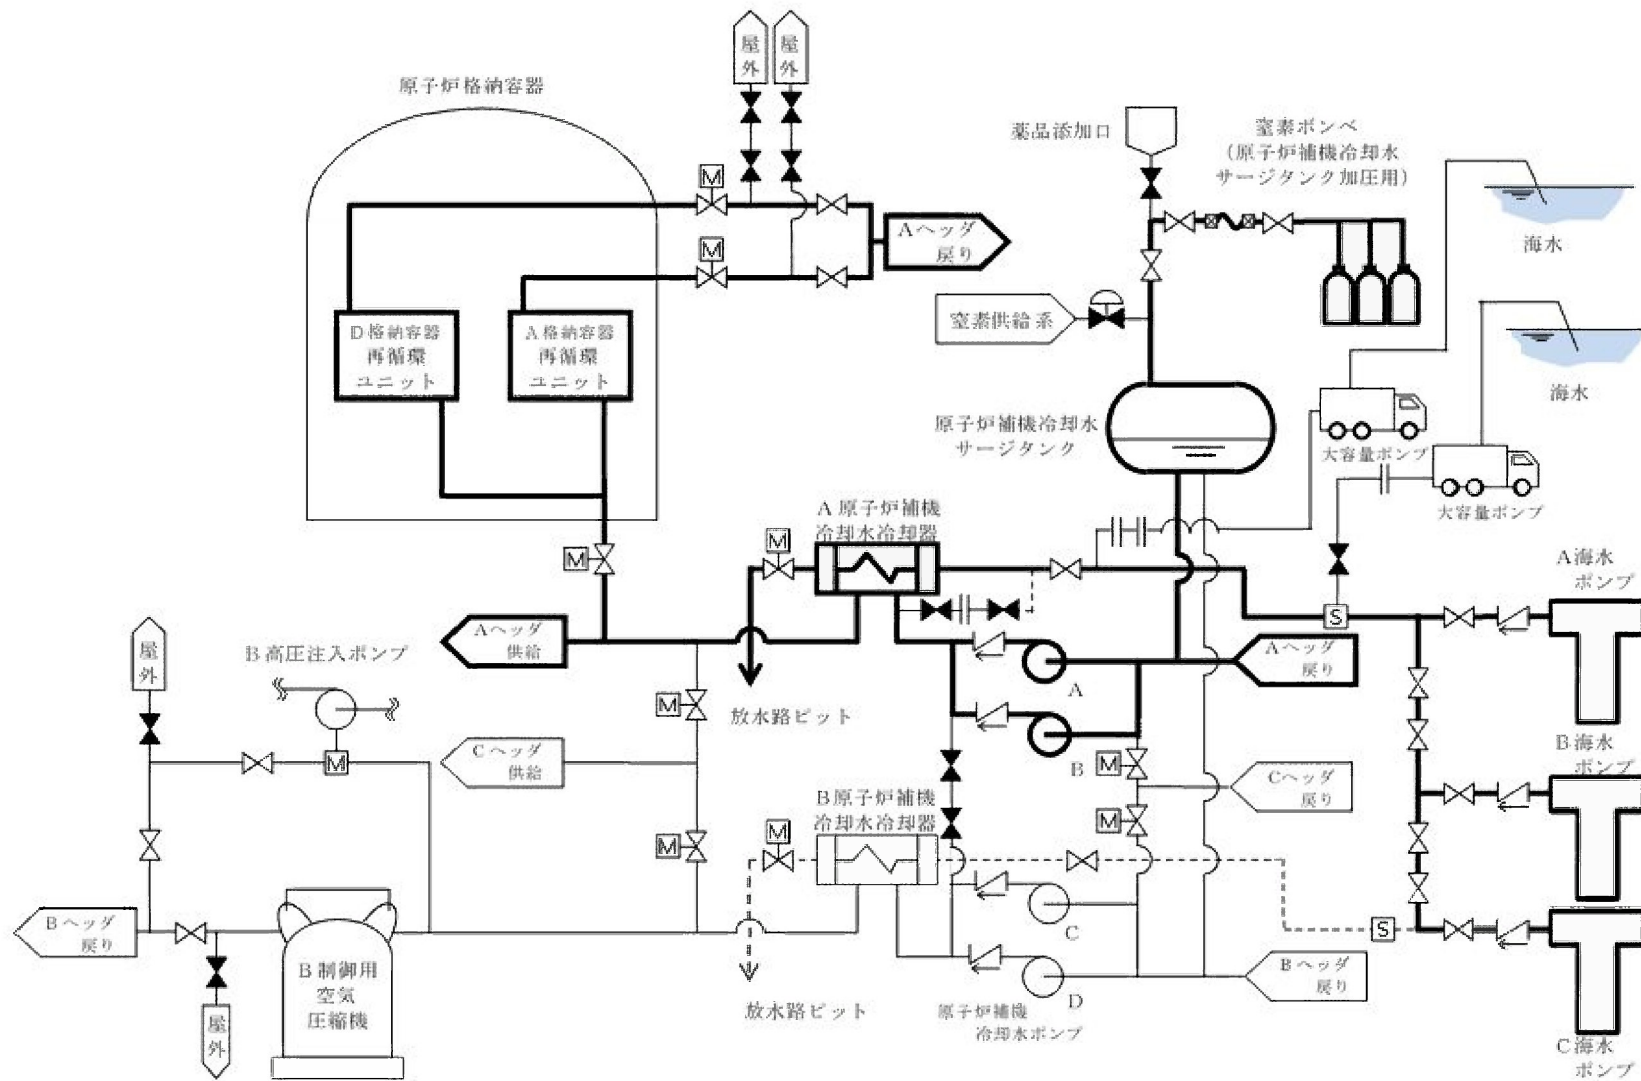 屋
外
屋
外
原子炉格納容器
M
M
Aヘッダ
戻り
D格納容器
再循環
ユニット
A格納容器
再循環
ユニット
M
薬品添加口
窒素ボンベ
(原子炉補機冷却水
サージタンク加圧用)
海水
海水
窒素供給系
原子炉補機冷却水
サージタンク
大容量ポンプ
大容量ポンプ
A原子炉補機
冷却水冷却器
M
S
A海水
ポンプ
Aヘッダ
供給
Aヘッダ
戻り
A
B
放水路ピット
屋
外
B高圧注入ポンプ
M
M
Cヘッダ
供給
M
Cヘッダ
戻り
M
B海水
ポンプ
B原子炉補機
冷却水冷却器
M
M
S
C
D
Bヘッダ
戻り
B制御用
空気
圧縮機
屋
外
放水路ピット
原子炉補機
冷却水ポンプ
Bヘッダ
戻り
C海水
ポンプ